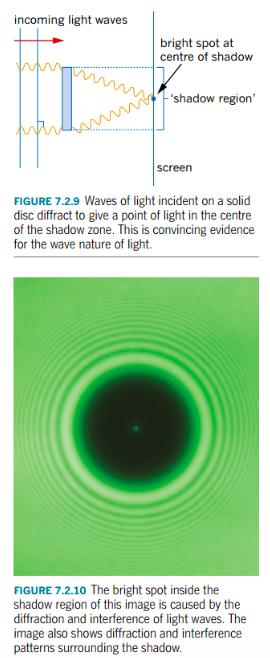 incoming light waves
bright spot at
centre of shadow
'shadow region'
screen
FIGURE 7.2.9 Waves of light incident on a solid
disc diffract to give a point of light in the centre
of the shadow zone. This is convincing evidence
for the wave nature of light.
FIGURE 7.2.10 The bright spot inside the
shadow region of this image is caused by the
diffraction and interference of light waves. The
image also shows diffraction and interference
patterns surrounding the shadow.